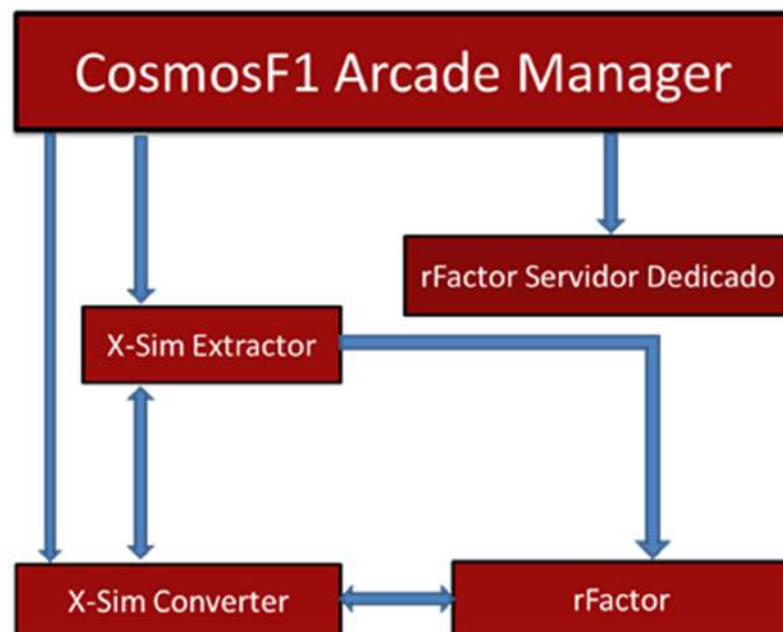 CosmosF1 Arcade Manager
rFactor Servidor Dedicado
X-Sim Extractor
X-Sim Converter
rFactor